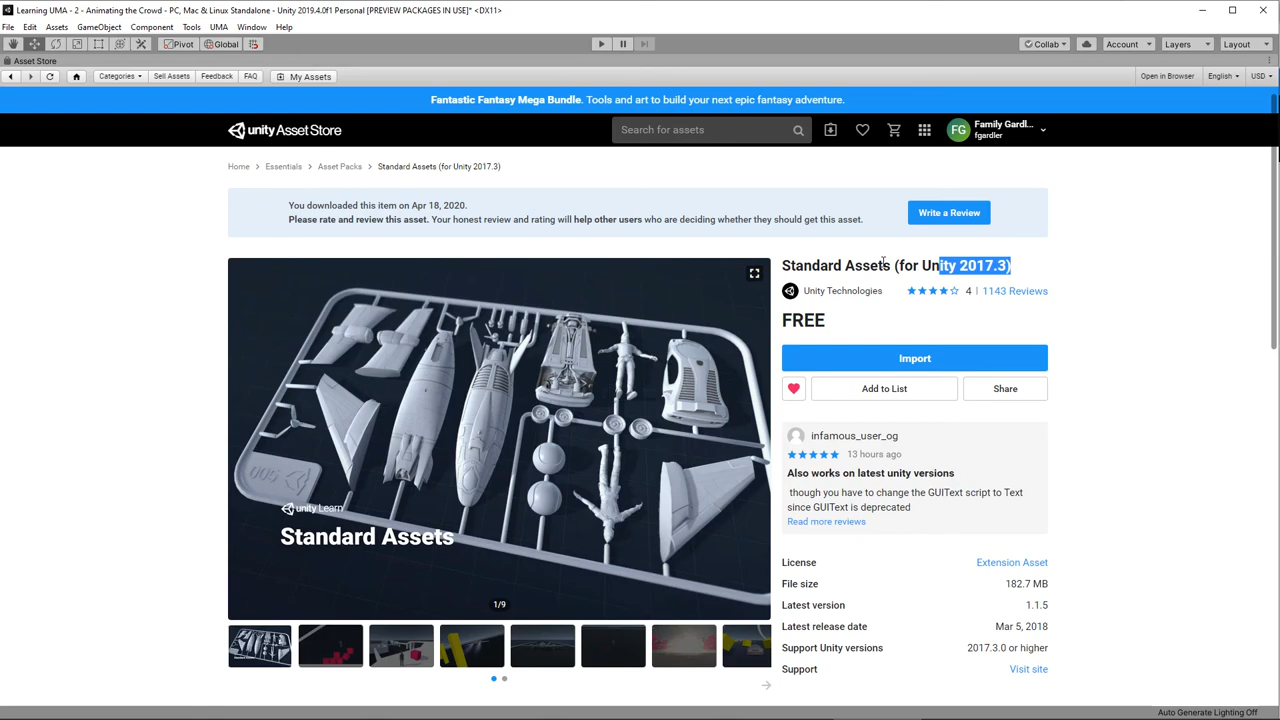 Learning UMA - 2 - Animating the Crowd - PC, Mac & Linux Standalone - Unity 2019.4.0f1 Personal [PREVIEW PACKAGES IN USE]* <DX11>
File Edit Assets GameObject Component Tools UMA Window Help
Pivot Global Collab Account Layers Layout
Asset Store
Categories Sell Assets Feedback FAQ My Assets Open in Browser English USD
Fantastic Fantasy Mega Bundle. Tools and art to build your next epic fantasy adventure.
unity Asset Store Search for assets FG Family Gardl...
fgardler
Home > Essentials > Asset Packs > Standard Assets (for Unity 2017.3)
You downloaded this item on Apr 18, 2020.
Please rate and review this asset. Your honest review and rating will help other users who are deciding whether they should get this asset.
Write a Review
Standard Assets (for Unity 2017.3)
Unity Technologies 4 | 1143 Reviews
FREE
Import
Add to List Share
infamous_user_og
13 hours ago
Also works on latest unity versions
though you have to change the GUIText script to Text
since GUIText is deprecated
Read more reviews
005
unity Learn
Standard Assets
1/9
License Extension Asset
File size 182.7 MB
Latest version 1.1.5
Latest release date Mar 5, 2018
Support Unity versions 2017.3.0 or higher
Support Visit site
Auto Generate Lighting Off